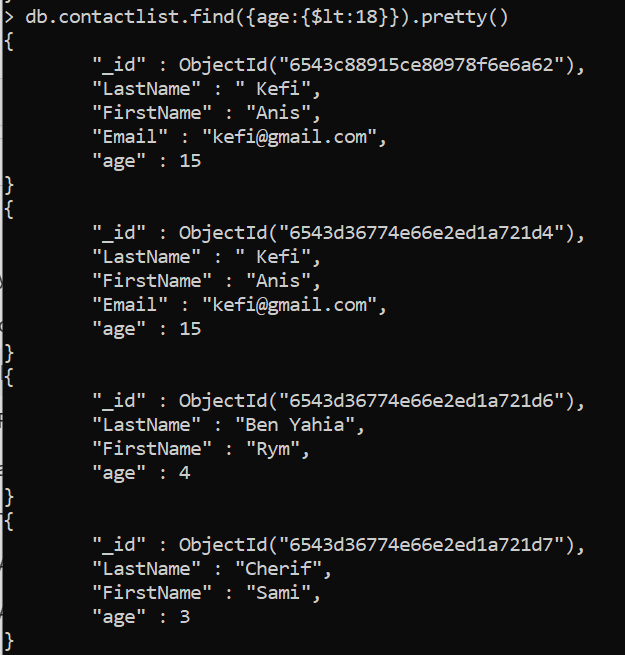 > db.contactlist.find({age:{$lt:18}}).pretty()
{
        "_id" : ObjectId("6543c88915ce80978f6e6a62"),
        "LastName" : " Kefi",
        "FirstName" : "Anis",
        "Email" : "kefi@gmail.com",
        "age" : 15
}
{
        "_id" : ObjectId("6543d36774e66e2ed1a721d4"),
        "LastName" : " Kefi",
        "FirstName" : "Anis",
        "Email" : "kefi@gmail.com",
        "age" : 15
}
{
        "_id" : ObjectId("6543d36774e66e2ed1a721d6"),
        "LastName" : "Ben Yahia",
        "FirstName" : "Rym",
        "age" : 4
}
{
        "_id" : ObjectId("6543d36774e66e2ed1a721d7"),
        "LastName" : "Cherif",
        "FirstName" : "Sami",
        "age" : 3
}